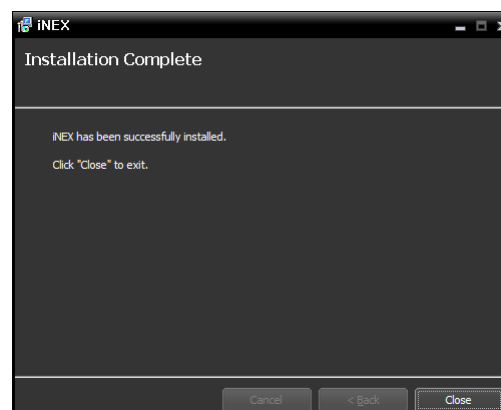 iNEX
Installation Complete
iNEX has been successfully installed.
Click "Close" to exit.
Cancel
< Back
Close